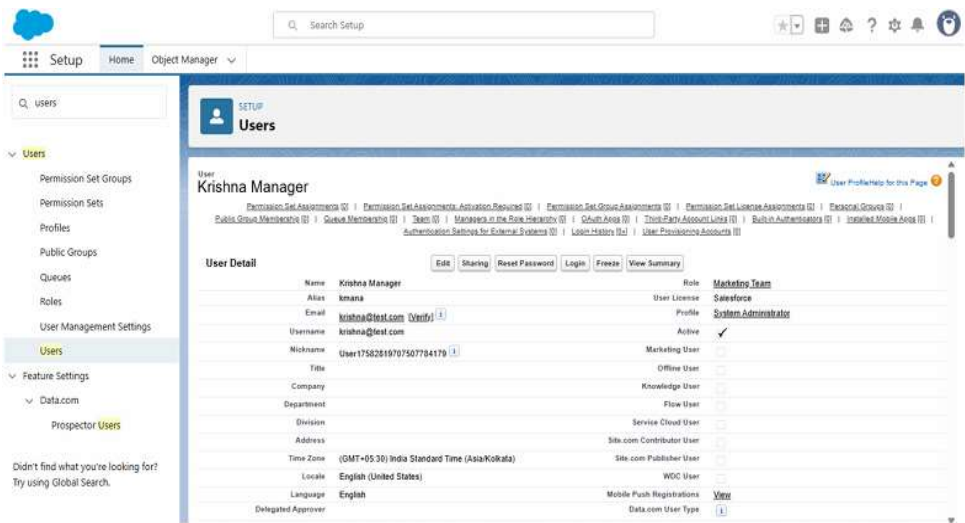 Search Setup
Setup Home Object Manager
users
SETUP
Users
Users
Permission Set Groups
Permission Sets
Profiles
Public Groups
Queues
Roles
User Management Settings
Users
Feature Settings
Data.com
Prospector Users
Didn't find what you're looking for?
Try using Global Search.
User
Krishna Manager
User Profile Help for this Page
Permission Set Assignments [0] | Permission Set Assignments: Activation Required [0] | Permission Set Group Assignments [0] | Permission Set License Assignments [0] | Personal Groups [0] |
Public Group Membership [0] | Queue Membership [0] | Team [0] | Managers in the Role Hierarchy [0] | OAuth Apps [0] | Third-Party Account Links [0] | Built-in Authenticators [0] | Installed Mobile Apps [0] |
Authentication Settings for External Systems [0] | Login History [0+] | User Provisioning Accounts [0]
User Detail Edit Sharing Reset Password Login Freeze View Summary
Name Krishna Manager Role Marketing Team
Alias kmana User License Salesforce
Email krishna@test.com [Verify] i Profile System Administrator
Username krishna@test.com Active ✓
Nickname User17582819707507784179 i Marketing User
Title Offline User
Company Knowledge User
Department Flow User
Division Service Cloud User
Address Site.com Contributor User
Time Zone (GMT+05:30) India Standard Time (Asia/Kolkata) Site.com Publisher User
Locale English (United States) WDC User
Language English Mobile Push Registrations View
Delegated Approver Data.com User Type i